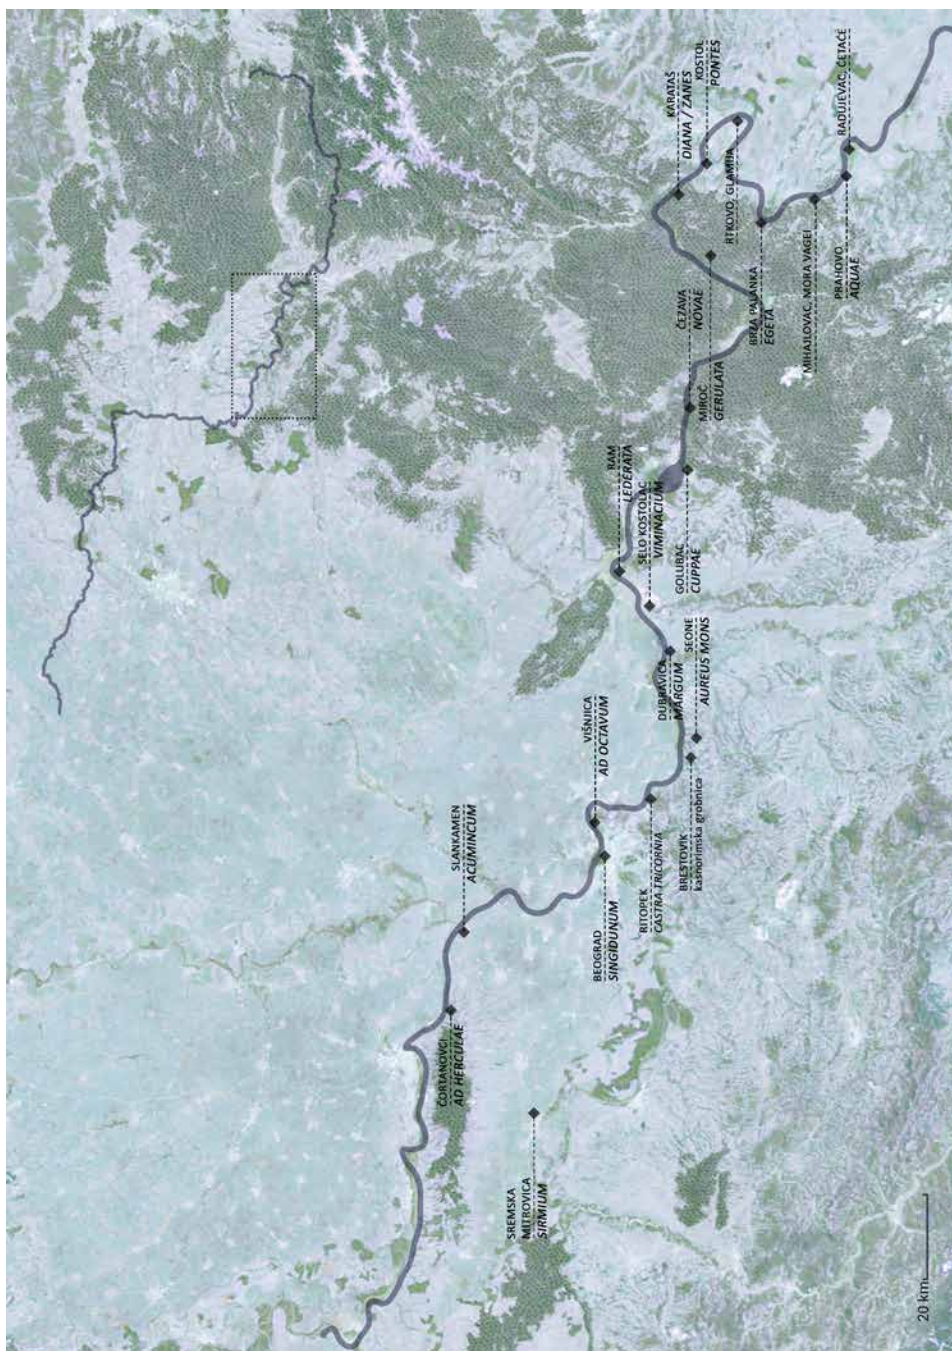 ČORTANOVCI
AD HERCULAE
SLANKAMEN
ACUMINCUM
SREMSKA
MITROVICA
SIRMIUM
BEOGRAD
SINGIDUNUM
VIŠNJICA
AD OCTAVUM
RITOPEK
CASTRA TRICORNIA
BRESTOVIK
kasnorimska grobnica
DUBRAVICA
MARGUM
SEONE
AUREUS MONS
RAM
LEDERATA
SELO KOSTOLAC
VIMINACIUM
GOLUBAC
CUPPAE
ČEZAVA
NOVAE
MIROČ
GERULATA
KARATAŠ
DIANA / ZANES
KOSTOL
PONTES
RTKOVO, GLAMIJA
BRZA PALANKA
EGETA
MIHAJLOVAC, MORA VAGEI
PRAHOVO
AQUAE
RADUJEVAC, ČETAĆE
20 km